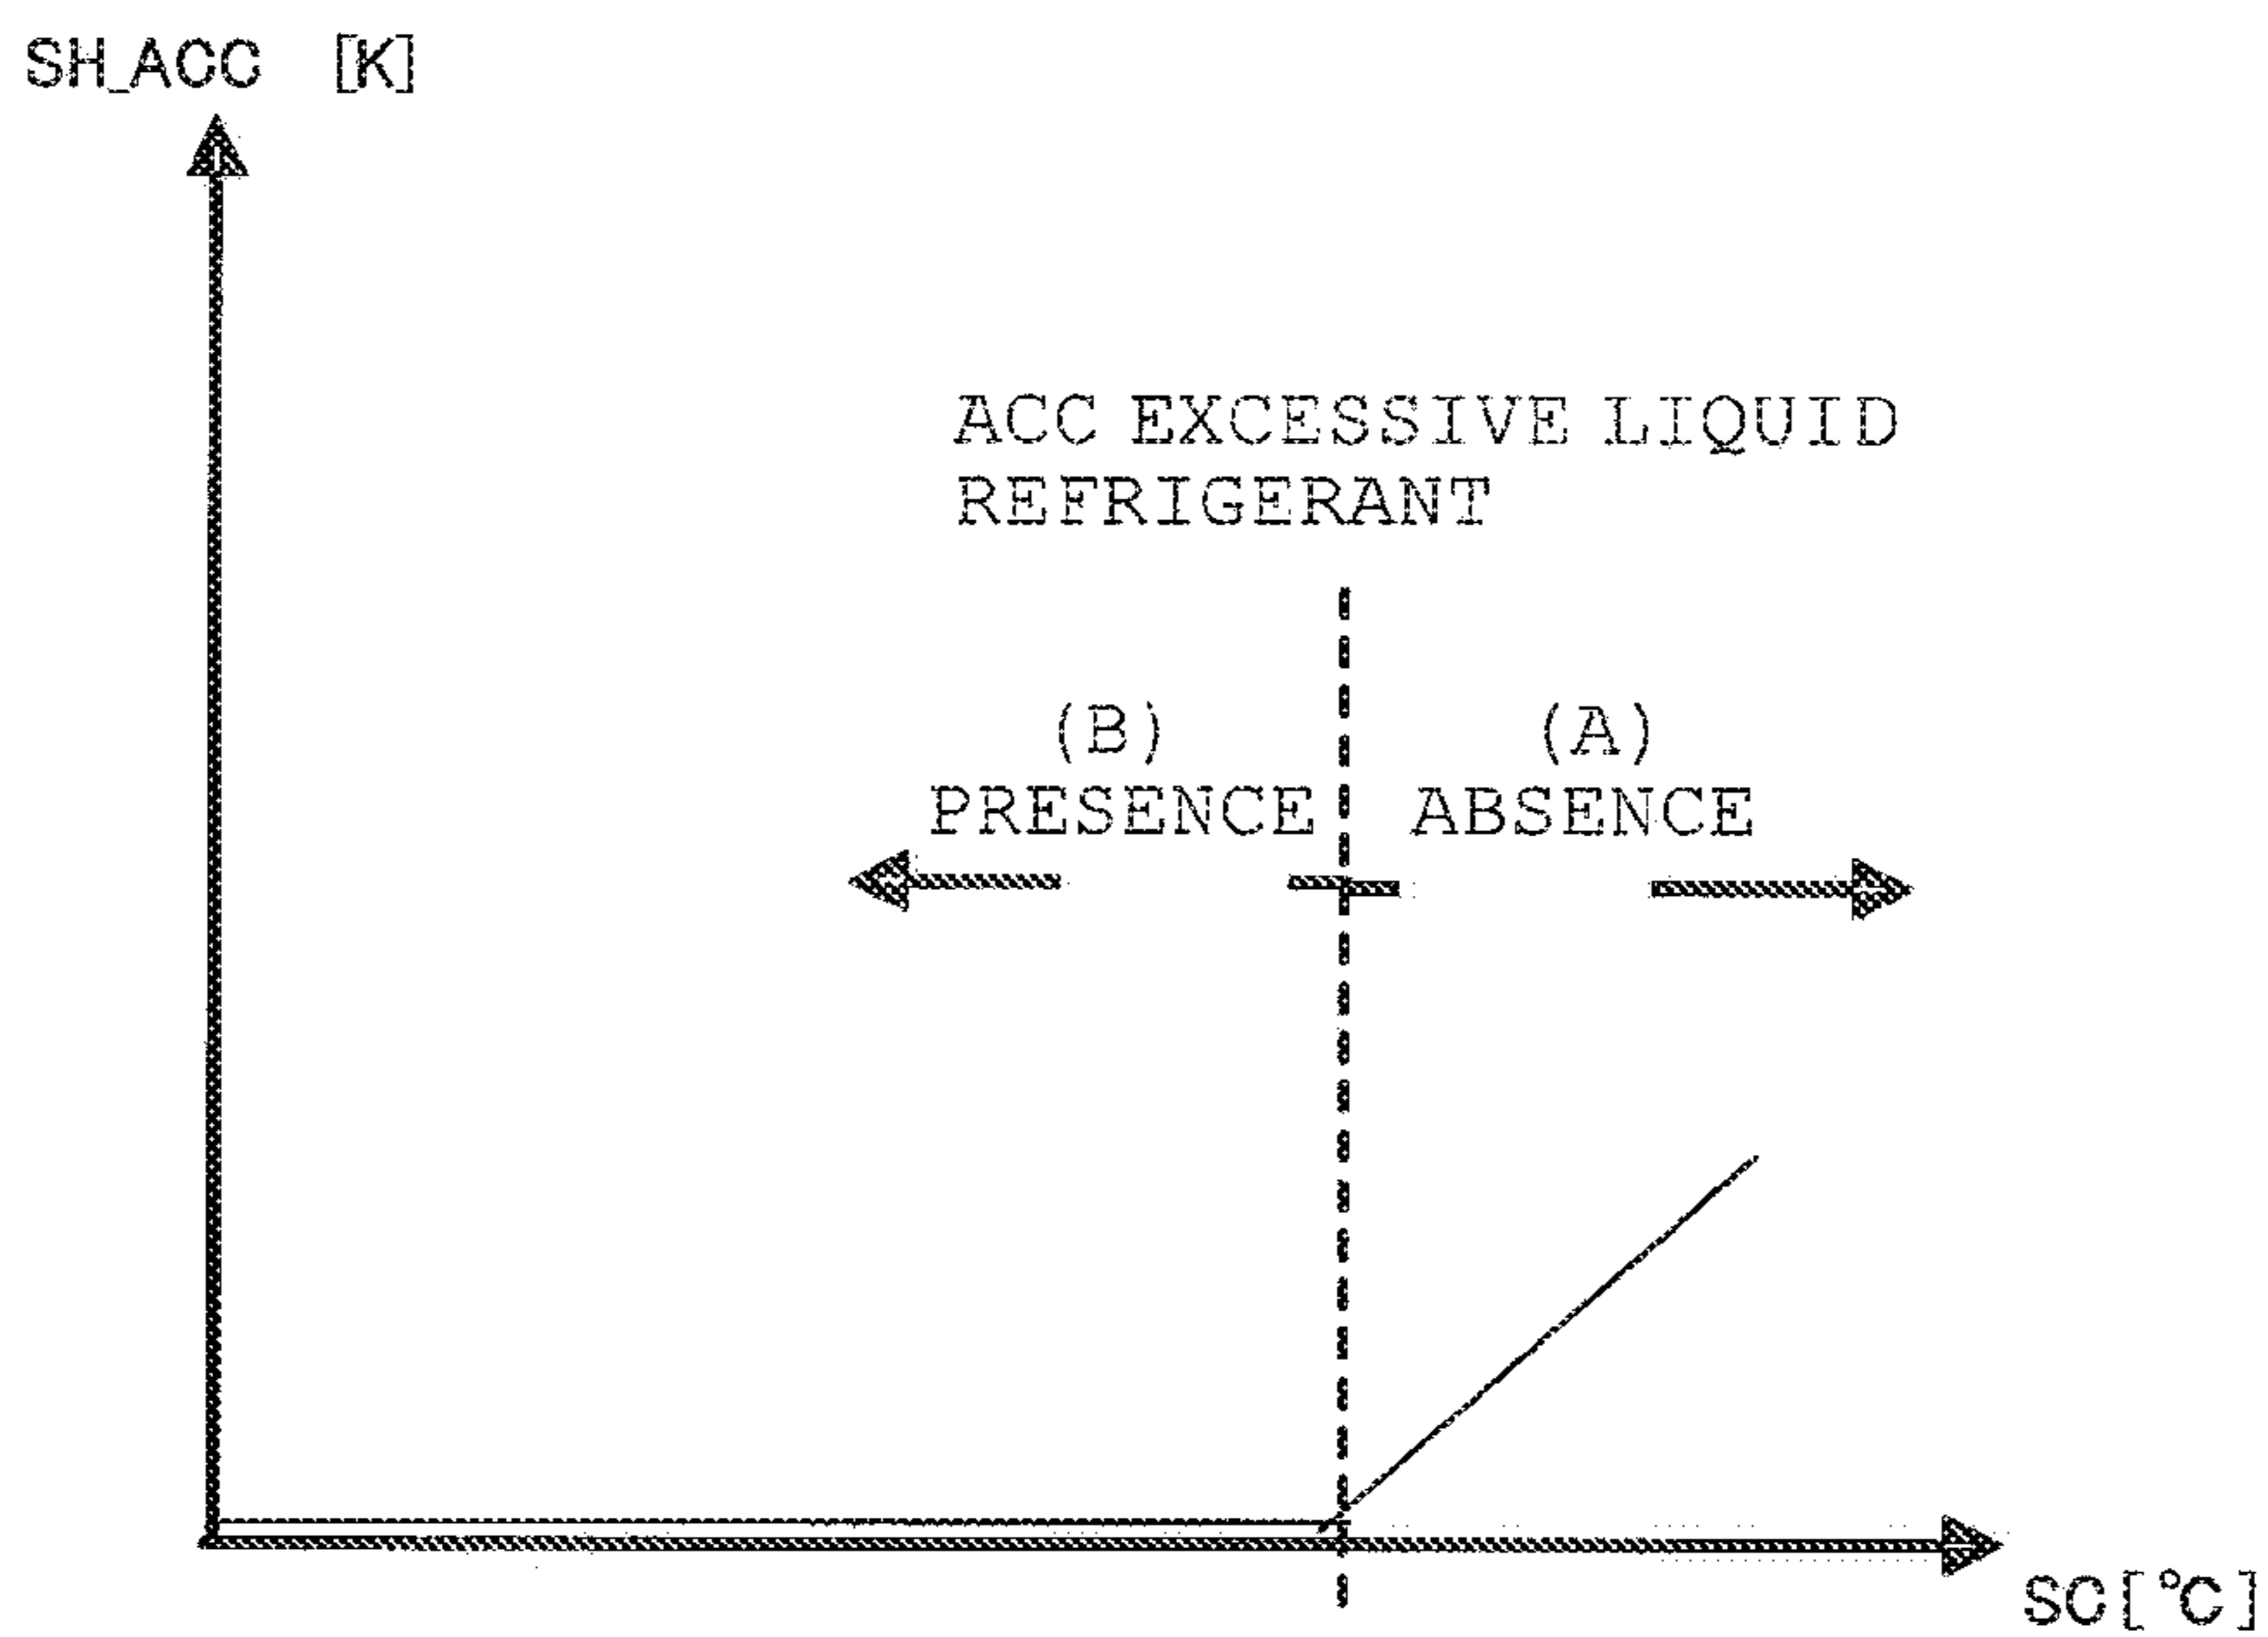 SH_ACC [K]
ACC EXCESSIVE LIQUID
REFRIGERANT
(B) (A)
PRESENCE ABSENCE
SC[℃]